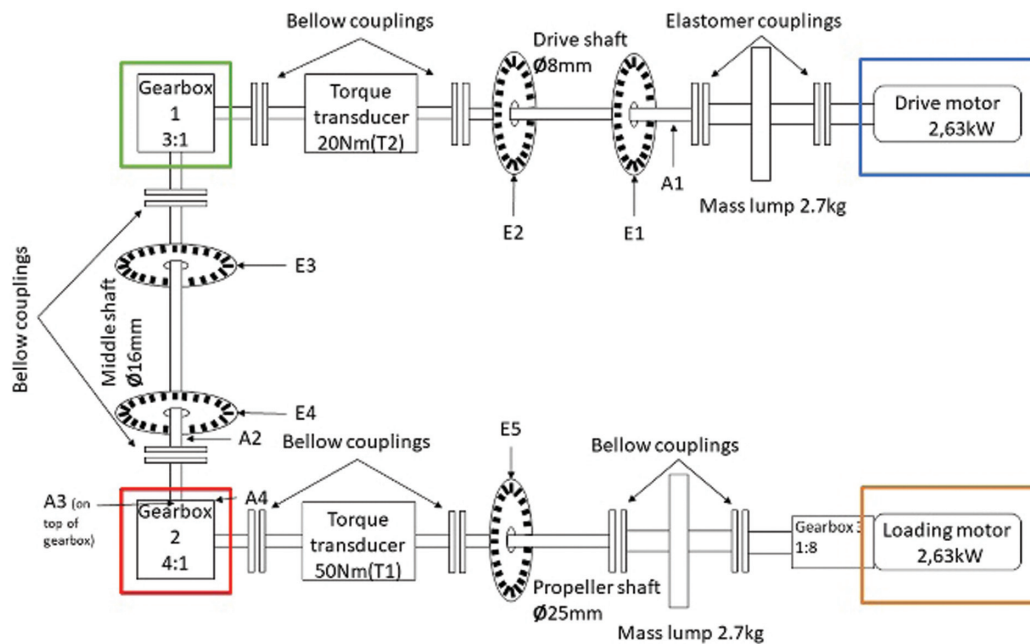 Bellow couplings
Elastomer couplings
Drive shaft
Ø8mm
Gearbox
1
3:1
Torque
transducer
20Nm(T2)
Drive motor
2,63kW
A1
Mass lump 2.7kg
E2
E1
Bellow couplings
E3
Middle shaft
Ø16mm
E4
A2
Bellow couplings
E5
Bellow couplings
A3 (on
top of
gearbox)
A4
Gearbox
2
4:1
Torque
transducer
50Nm(T1)
Gearbox 3
1:8
Loading motor
2,63kW
Propeller shaft
Ø25mm
Mass lump 2.7kg